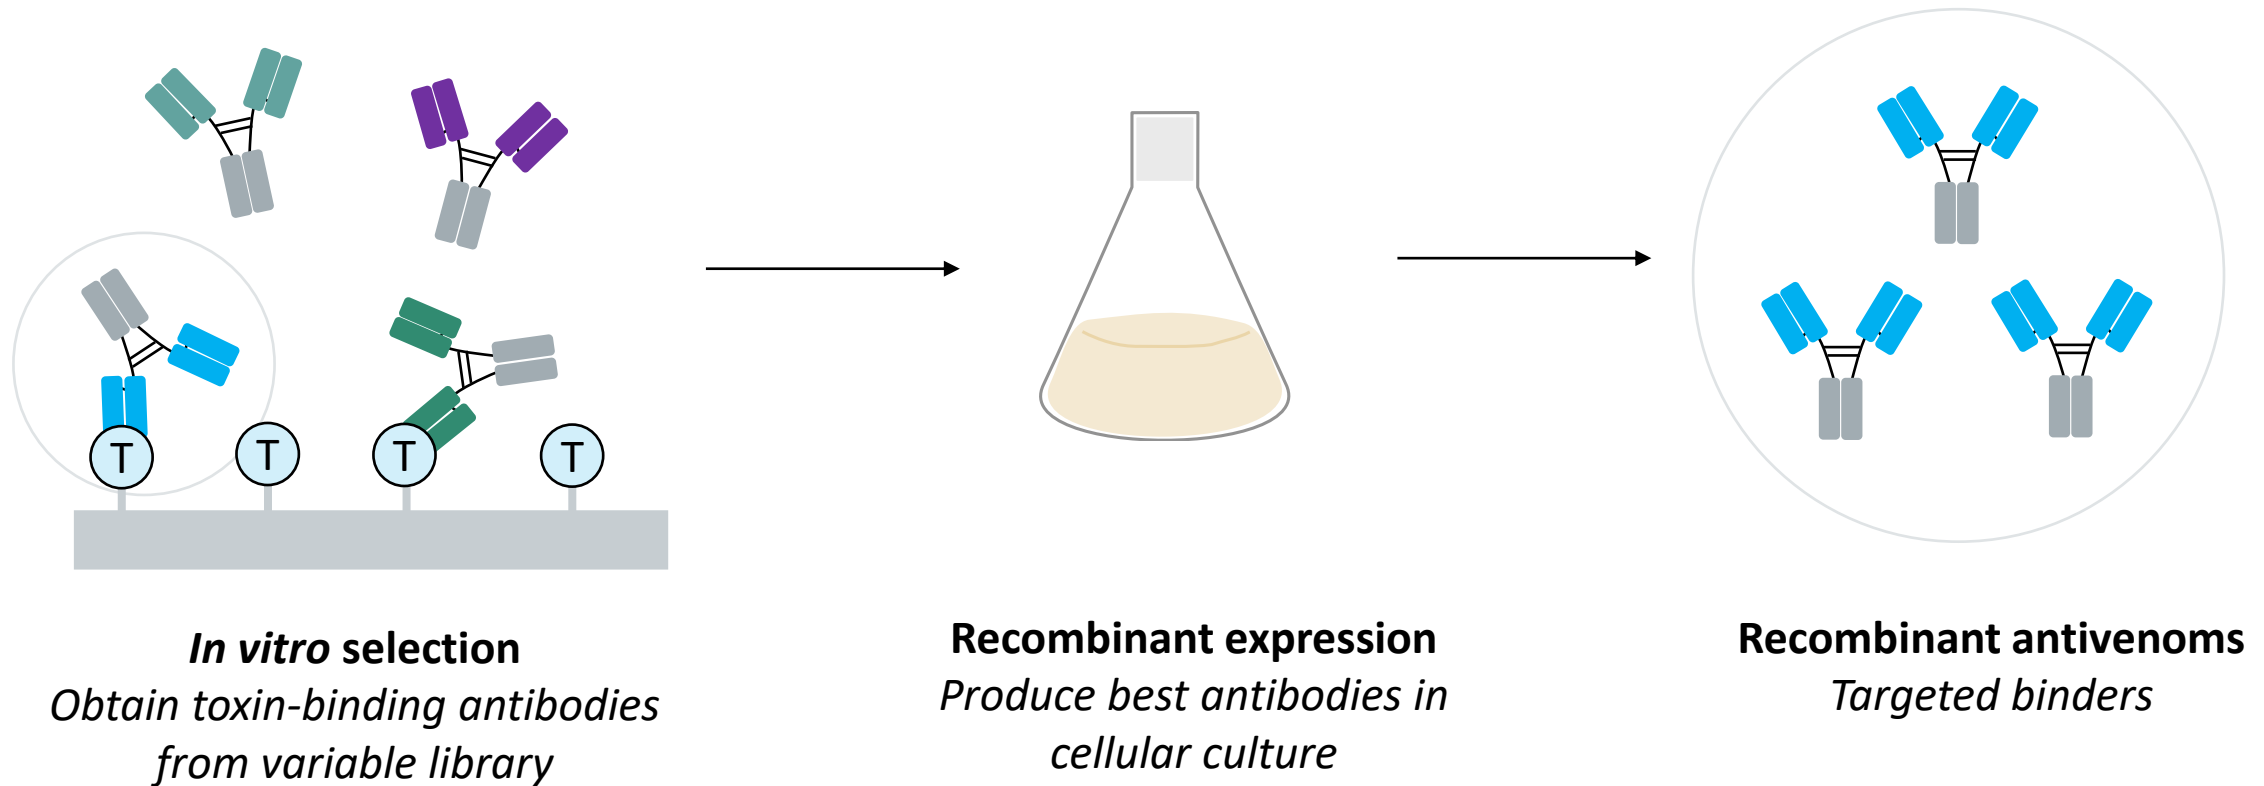 T
T
T
T
In vitro selection
Obtain toxin-binding antibodies
from variable library
Recombinant expression
Produce best antibodies in
cellular culture
Recombinant antivenoms
Targeted binders